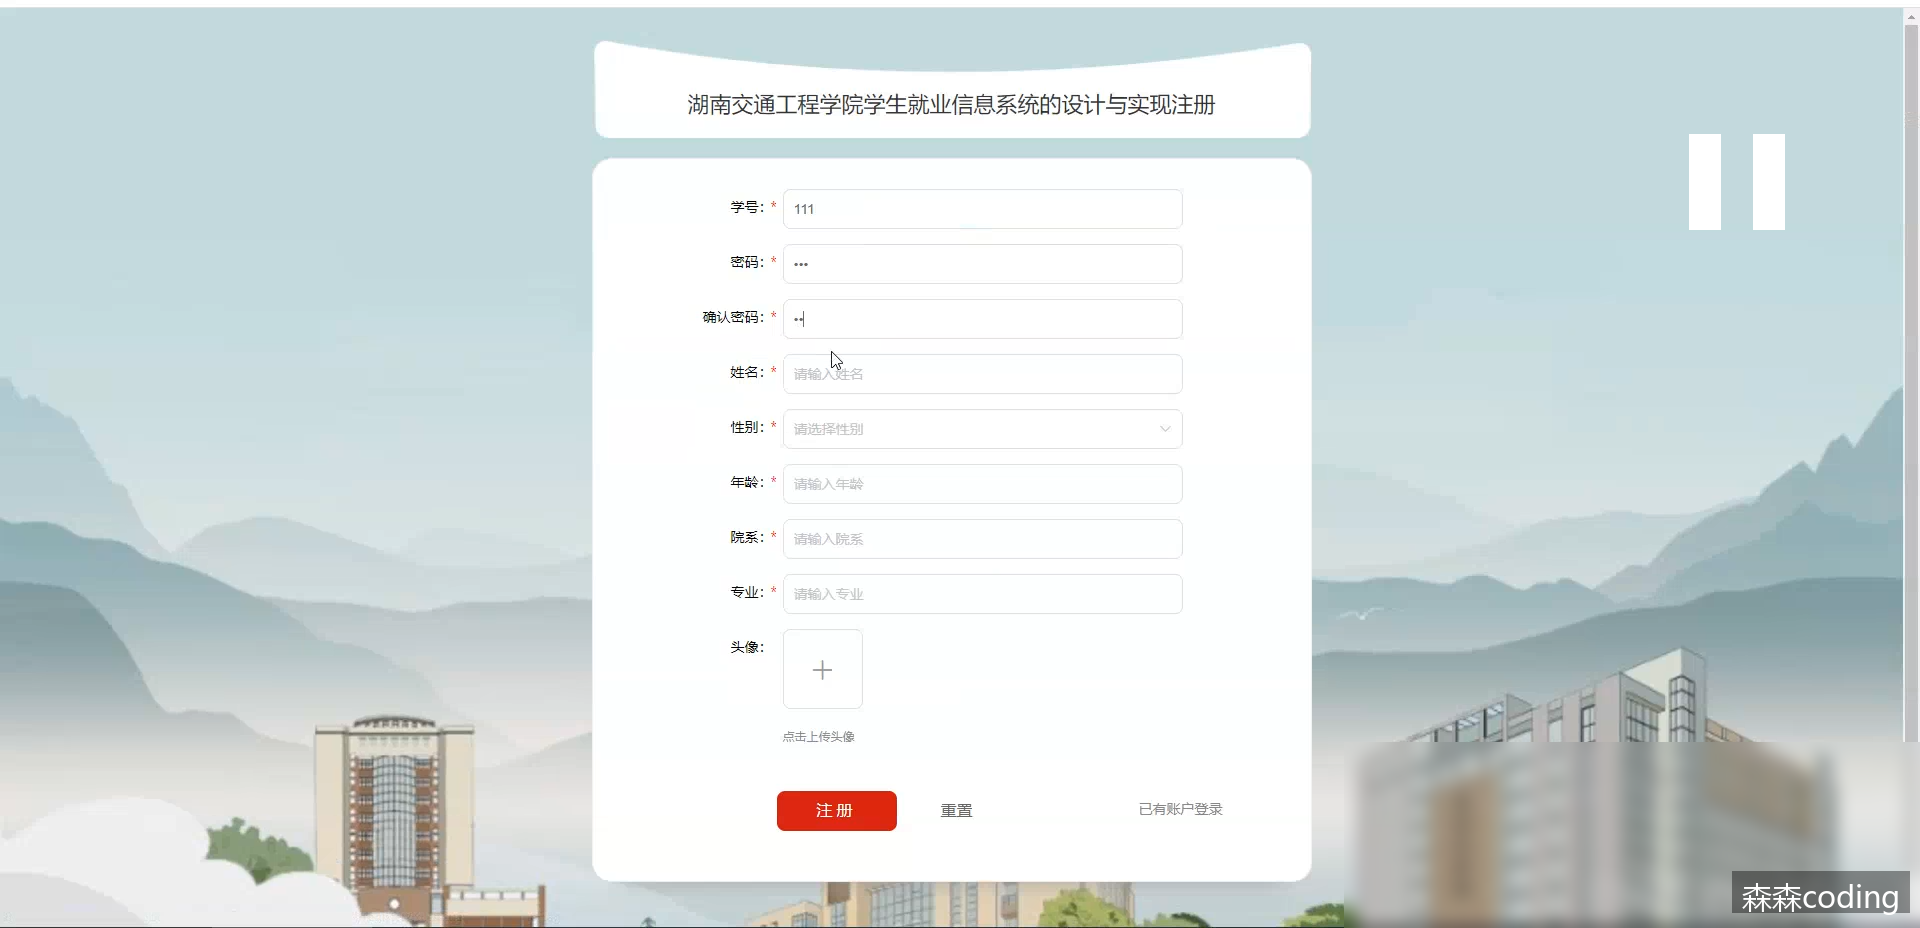 湖南交通工程学院学生就业信息系统的设计与实现注册
学号：* 111
密码：* •••
确认密码：* ••
姓名：* 请输入姓名
性别：* 请选择性别
年龄：* 请输入年龄
院系：* 请输入院系
专业：* 请输入专业
头像：
点击上传头像
注 册 重置 已有账户登录
森森coding